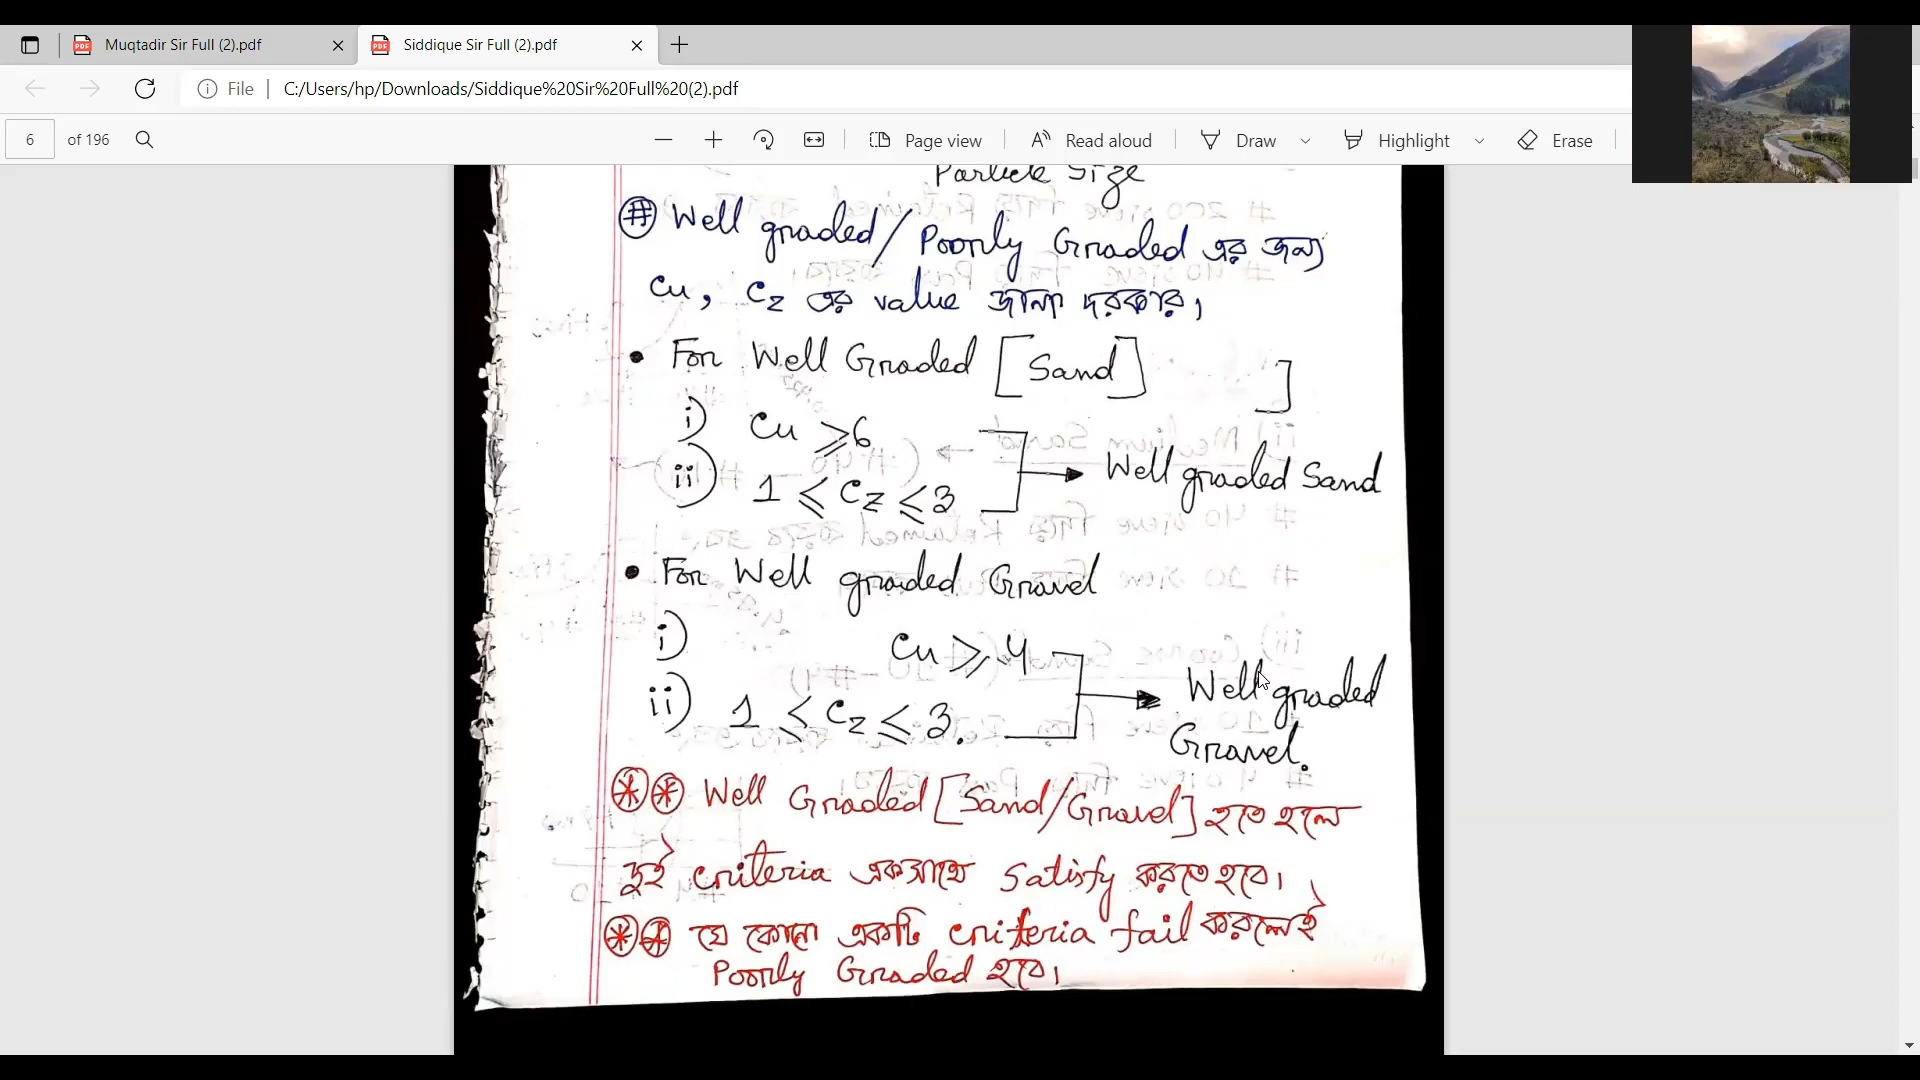 Muqtadir Sir Full (2).pdf
Siddique Sir Full (2).pdf
File
C:/Users/hp/Downloads/Siddique%20Sir%20Full%20(2).pdf
6 of 196
Page view
Read aloud
Draw
Highlight
Erase
Particle Size
# Well graded/Poorly Graded এর জন্য
Cu, Cz এর value জানা দরকার।
• For Well Graded [Sand] ]
i) Cu ⩾6
ii) 1 ⩽ Cz ⩽ 3 → Well graded Sand
• For Well graded Gravel
i) Cu ⩾ 4
ii) 1 ⩽ Cz ⩽ 3. → Well graded
Gravel.
** Well Graded [Sand/Gravel] হতে হলে
দুই criteria একসাথে Satisfy করতে হবে।
** যে কোনো একটি criteria fail করলেই
Poorly Graded হবে।